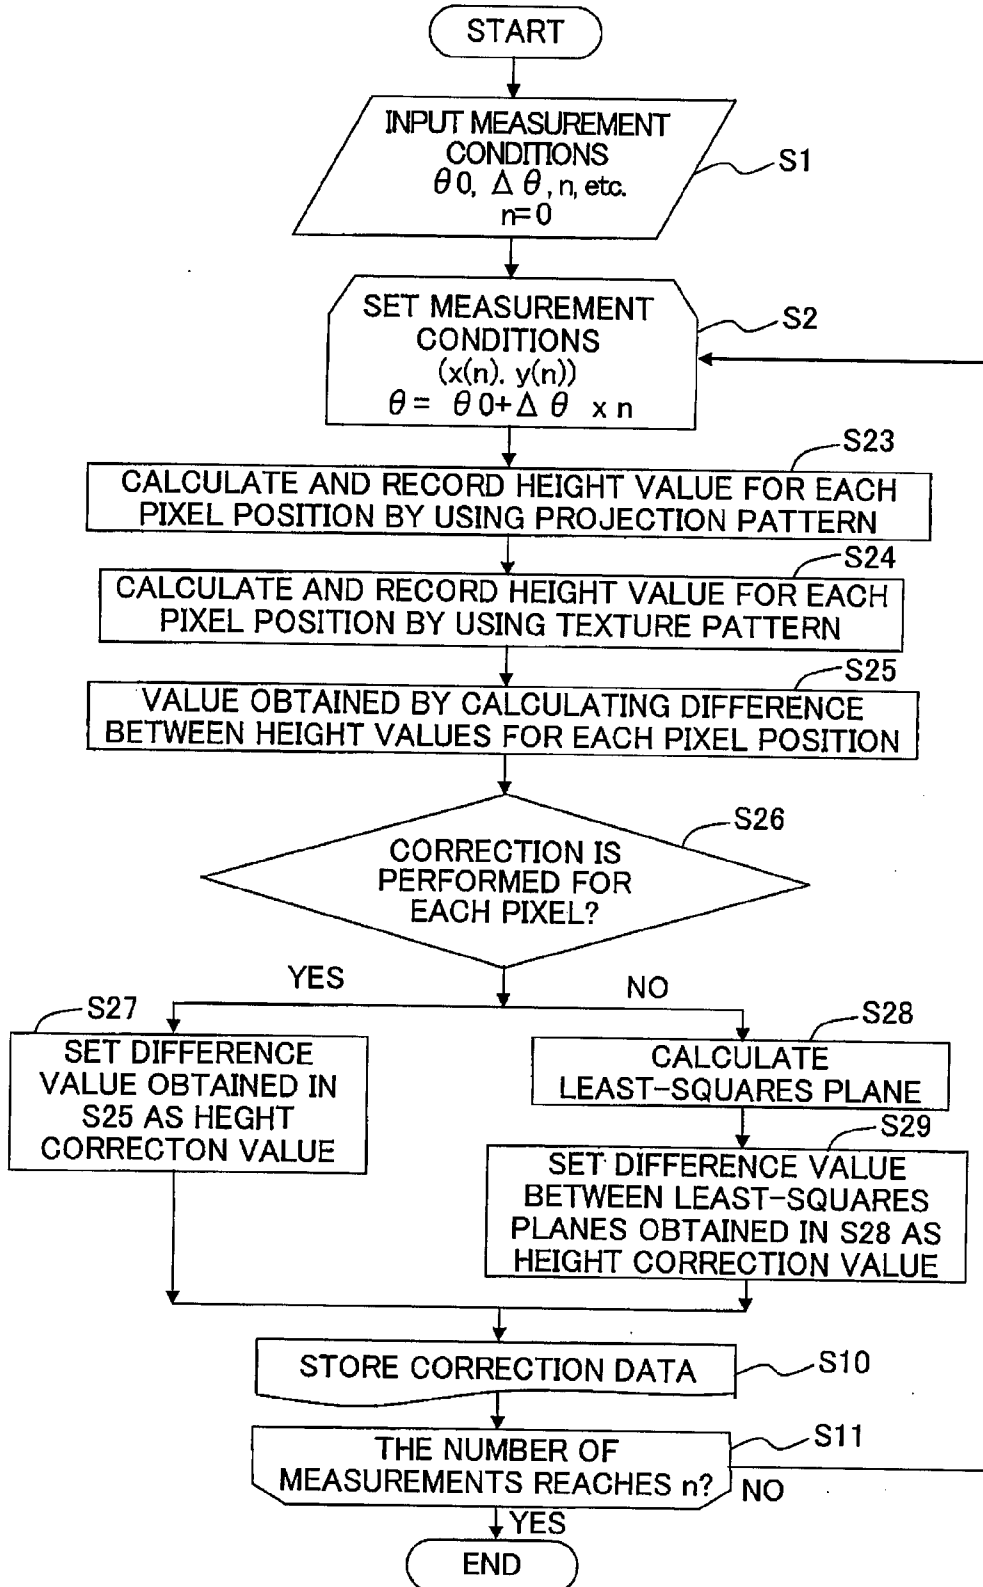 START
INPUT MEASUREMENT
CONDITIONS
θ0, Δθ, n, etc.
n=0
S1
SET MEASUREMENT
CONDITIONS
(x(n). y(n))
θ = θ0+Δθ x n
S2
S23
CALCULATE AND RECORD HEIGHT VALUE FOR EACH
PIXEL POSITION BY USING PROJECTION PATTERN
S24
CALCULATE AND RECORD HEIGHT VALUE FOR EACH
PIXEL POSITION BY USING TEXTURE PATTERN
S25
VALUE OBTAINED BY CALCULATING DIFFERENCE
BETWEEN HEIGHT VALUES FOR EACH PIXEL POSITION
S26
CORRECTION IS
PERFORMED FOR
EACH PIXEL?
YES
NO
S27
SET DIFFERENCE
VALUE OBTAINED IN
S25 AS HEGHT
CORRECTON VALUE
S28
CALCULATE
LEAST-SQUARES PLANE
S29
SET DIFFERENCE VALUE
BETWEEN LEAST-SQUARES
PLANES OBTAINED IN S28 AS
HEIGHT CORRECTION VALUE
STORE CORRECTION DATA
S10
THE NUMBER OF
MEASUREMENTS REACHES n?
S11
NO
YES
END